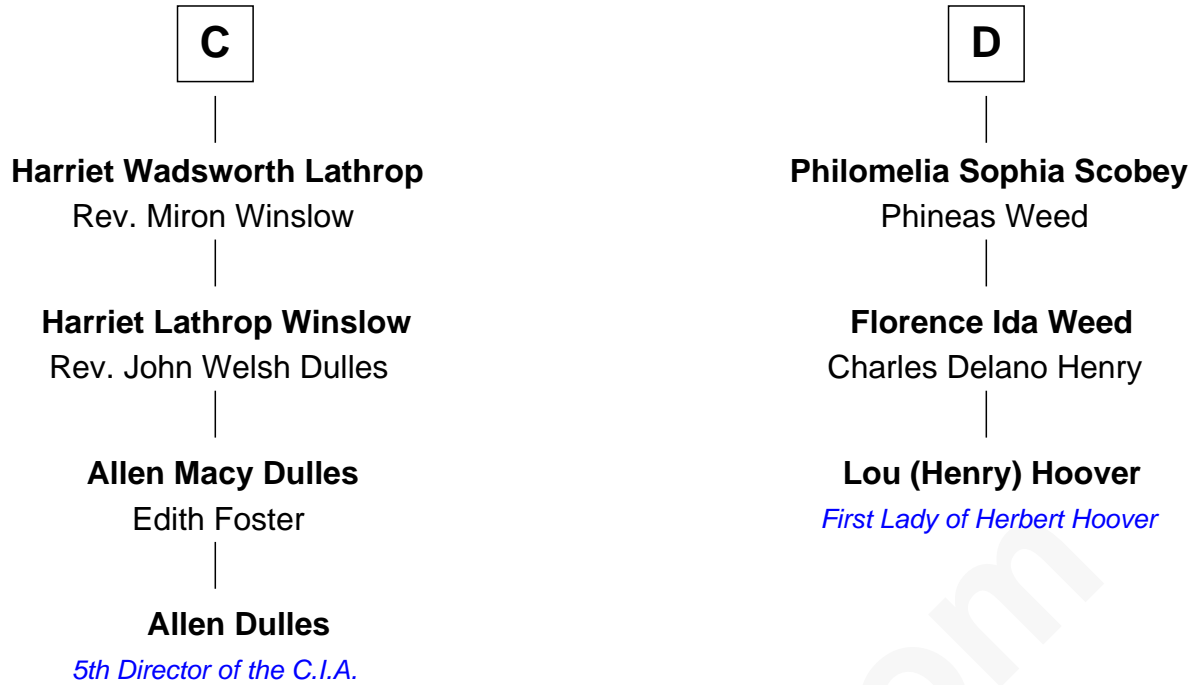 C
Harriet Wadsworth Lathrop
Rev. Miron Winslow
Harriet Lathrop Winslow
Rev. John Welsh Dulles
Allen Macy Dulles
Edith Foster
Allen Dulles
5th Director of the C.I.A.
D
Philomelia Sophia Scobey
Phineas Weed
Florence Ida Weed
Charles Delano Henry
Lou (Henry) Hoover
First Lady of Herbert Hoover